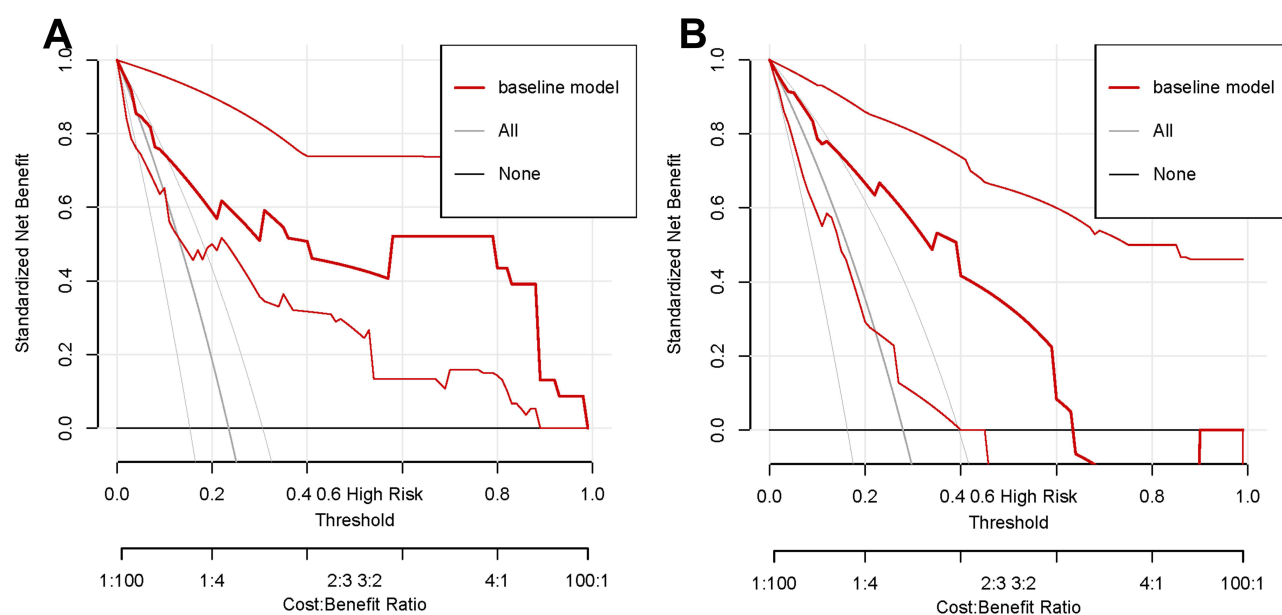 A
Standardized Net Benefit
1.0
0.8
0.6
0.4
0.2
0.0
baseline model
All
None
0.0 0.2 0.4 0.6 High Risk 0.8 1.0
Threshold
1:100 1:4 2:3 3:2 4:1 100:1
Cost:Benefit Ratio
B
Standardized Net Benefit
1.0
0.8
0.6
0.4
0.2
0.0
baseline model
All
None
0.0 0.2 0.4 0.6 High Risk 0.8 1.0
Threshold
1:100 1:4 2:3 3:2 4:1 100:1
Cost:Benefit Ratio